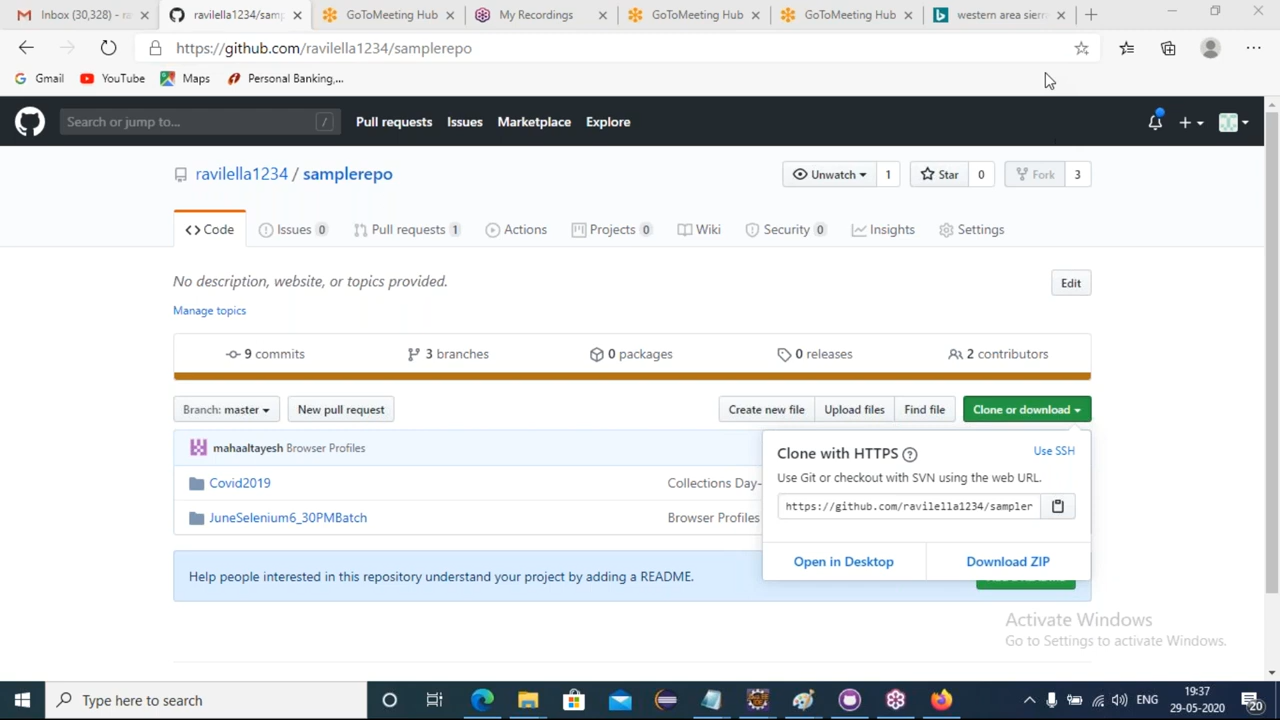 Inbox (30,328) - ra
ravilella1234/samp
GoToMeeting Hub
My Recordings
GoToMeeting Hub
GoToMeeting Hub
western area sierra
https://github.com/ravilella1234/samplerepo
Gmail
YouTube
Maps
Personal Banking,...
Search or jump to...
/
Pull requests
Issues
Marketplace
Explore
ravilella1234 / samplerepo
Unwatch 1
Star 0
Fork 3
Code
Issues 0
Pull requests 1
Actions
Projects 0
Wiki
Security 0
Insights
Settings
No description, website, or topics provided.
Edit
Manage topics
9 commits
3 branches
0 packages
0 releases
2 contributors
Branch: master
New pull request
Create new file
Upload files
Find file
Clone or download
mahaaltayesh Browser Profiles
Clone with HTTPS
Use SSH
Use Git or checkout with SVN using the web URL.
Covid2019
Collections Day-
https://github.com/ravilella1234/sampler
JuneSelenium6_30PMBatch
Browser Profiles
Open in Desktop
Download ZIP
Help people interested in this repository understand your project by adding a README.
Activate Windows
Go to Settings to activate Windows.
Type here to search
ENG
19:37
29-05-2020
20